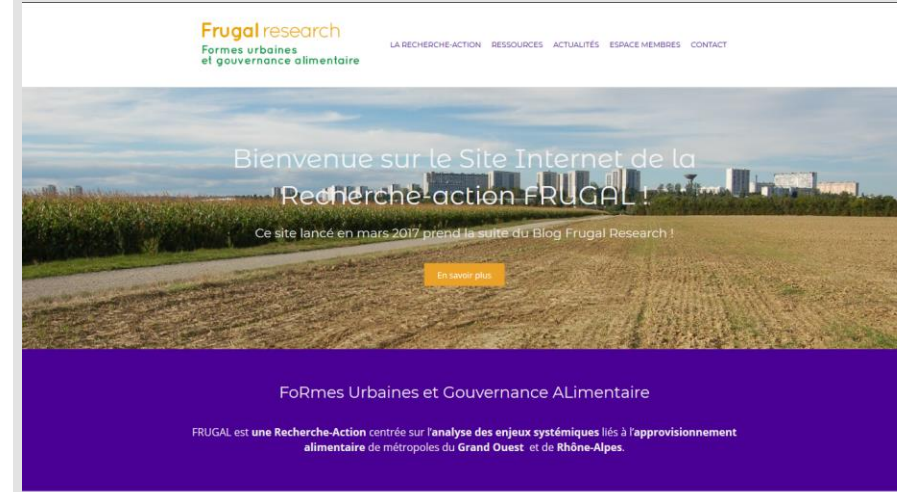 Frugal research
Formes urbaines
et gouvernance alimentaire
LA RECHERCHE-ACTION RESSOURCES ACTUALITÉS ESPACE MEMBRES CONTACT
Bienvenue sur le Site Internet de la
Recherche-action FRUGAL !
Ce site lancé en mars 2017 prend la suite du Blog Frugal Research !
En savoir plus
FoRmes Urbaines et Gouvernance ALimentaire
FRUGAL est une Recherche-Action centrée sur l'analyse des enjeux systémiques liés à l'approvisionnement
alimentaire de métropoles du Grand Ouest et de Rhône-Alpes.